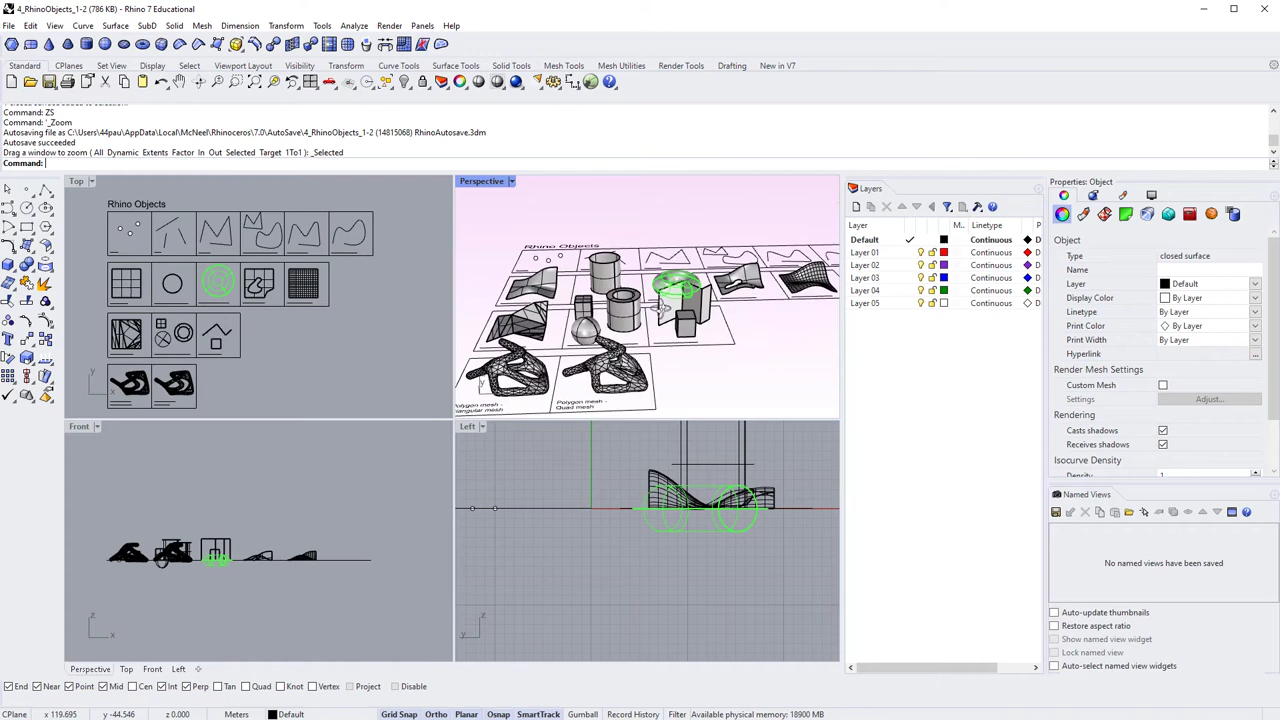 4_RhinoObjects_1-2 (786 KB) - Rhino 7 Educational
File Edit View Curve Surface SubD Solid Mesh Dimension Transform Tools Analyze Render Panels Help
Standard CPlanes Set View Display Select Viewport Layout Visibility Transform Curve Tools Surface Tools Solid Tools Mesh Tools Mesh Utilities Render Tools Drafting New in V7
Command: ZS
Command: '_Zoom
Autosaving file as C:\Users\44pau\AppData\Local\McNeel\Rhinoceros\7.0\AutoSave\4_RhinoObjects_1-2 (14815068) RhinoAutosave.3dm
Autosave succeeded
Drag a window to zoom ( All Dynamic Extents Factor In Out Selected Target 1To1 ): _Selected
Command:
Top
Rhino Objects
y
x
Perspective
Rhino Objects
y
Polygon mesh -
Quad mesh
Polygon mesh -
Front
z
x
Left
z
y
Layers
Layer M... Linetype P
Default Continuous D
Layer 01 Continuous D
Layer 02 Continuous D
Layer 03 Continuous D
Layer 04 Continuous D
Layer 05 Continuous D
Properties: Object
Object
Type closed surface
Name
Layer Default
Display Color By Layer
Linetype By Layer
Print Color By Layer
Print Width By Layer
Hyperlink ...
Render Mesh Settings
Custom Mesh
Settings Adjust...
Rendering
Casts shadows
Receives shadows
Isocurve Density
Density 1
Named Views
No named views have been saved
Auto-update thumbnails
Restore aspect ratio
Show named view widget
Lock named view
Auto-select named view widgets
Perspective Top Front Left
End Near Point Mid Cen Int Perp Tan Quad Knot Vertex Project Disable
CPlane x 119.695 y -44.546 z 0.000 Meters Default Grid Snap Ortho Planar Osnap SmartTrack Gumball Record History Filter Available physical memory: 18900 MB